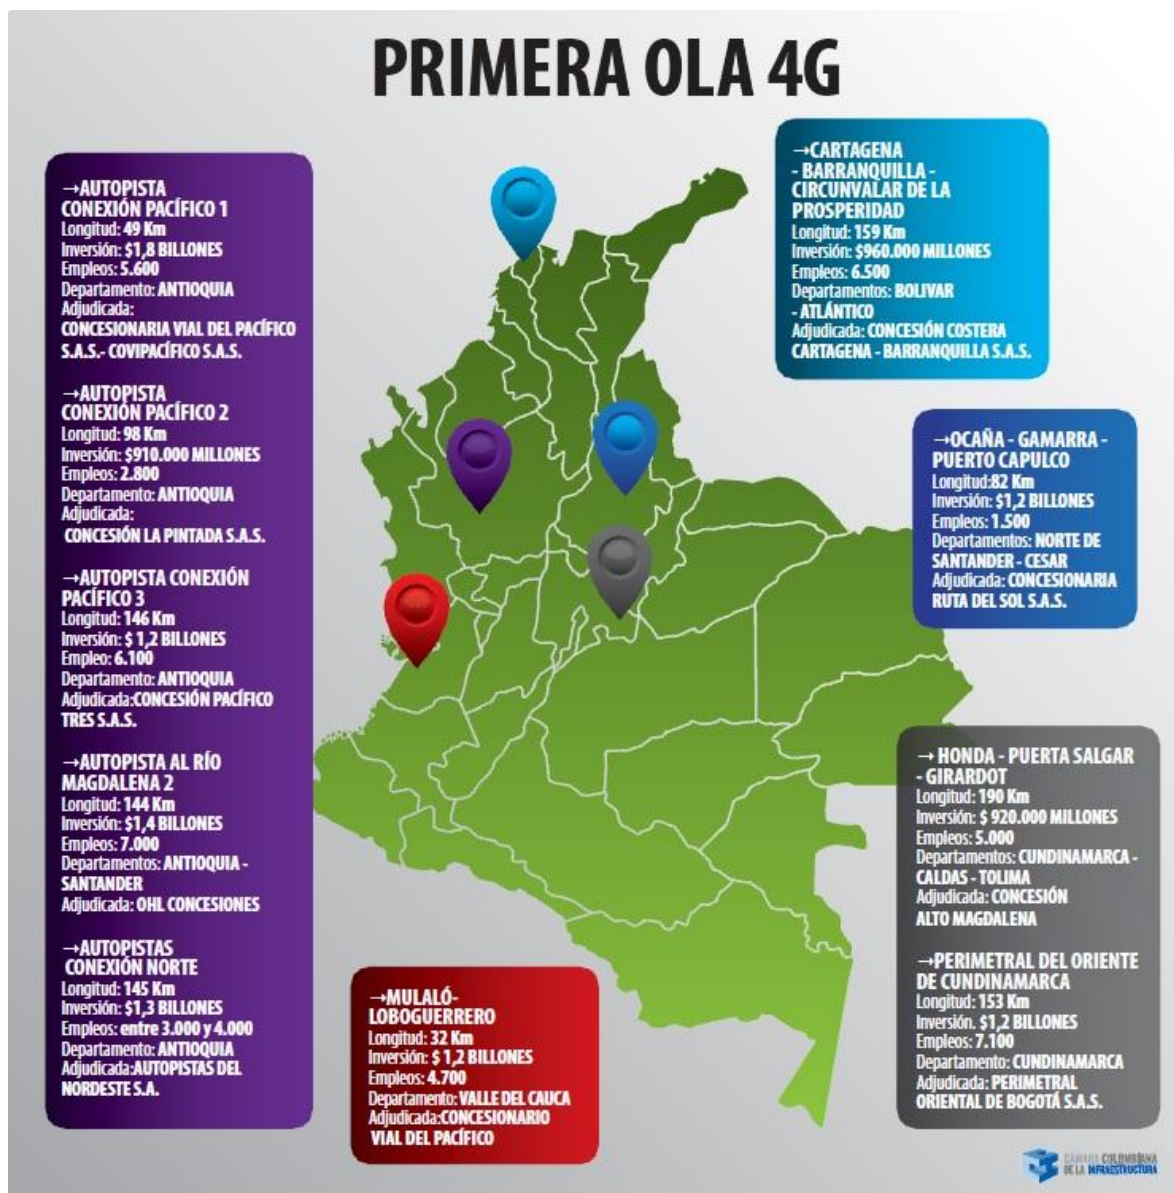 PRIMERA OLA 4G
→AUTOPISTA
CONEXIÓN PACÍFICO 1
Longitud: 49 Km
Inversión: $1,8 BILLONES
Empleos: 5.600
Departamento: ANTIOQUIA
Adjudicada:
CONCESIONARIA VIAL DEL PACÍFICO
S.A.S.- COVIPACÍFICO S.A.S.
→AUTOPISTA
CONEXIÓN PACÍFICO 2
Longitud: 98 Km
Inversión: $910.000 MILLONES
Empleos: 2.800
Departamento: ANTIOQUIA
Adjudicada:
CONCESIÓN LA PINTADA S.A.S.
→AUTOPISTA CONEXIÓN
PACÍFICO 3
Longitud: 146 Km
Inversión: $ 1,2 BILLONES
Empleo: 6.100
Departamento: ANTIOQUIA
Adjudicada:CONCESIÓN PACÍFICO
TRES S.A.S.
→AUTOPISTA AL RÍO
MAGDALENA 2
Longitud: 144 Km
Inversión: $1,4 BILLONES
Empleos: 7.000
Departamentos: ANTIOQUIA -
SANTANDER
Adjudicada: OHL CONCESIONES
→AUTOPISTAS
CONEXIÓN NORTE
Longitud: 145 Km
Inversión: $1,3 BILLONES
Empleos: entre 3.000 y 4.000
Departamento: ANTIOQUIA
Adjudicada:AUTOPISTAS DEL
NORDESTE S.A.
→MULALÓ-
LOBOGUERRERO
Longitud: 32 Km
Inversión: $ 1,2 BILLONES
Empleos: 4.700
Departamento: VALLE DEL CAUCA
Adjudicada:CONCESIONARIO
VIAL DEL PACÍFICO
→CARTAGENA
- BARRANQUILLA -
CIRCUNVALAR DE LA
PROSPERIDAD
Longitud: 159 Km
Inversión: $960.000 MILLONES
Empleos: 6.500
Departamentos: BOLIVAR
- ATLÁNTICO
Adjudicada: CONCESIÓN COSTERA
CARTAGENA - BARRANQUILLA S.A.S.
→OCAÑA - GAMARRA -
PUERTO CAPULCO
Longitud:82 Km
Inversión: $1,2 BILLONES
Empleos: 1.500
Departamentos: NORTE DE
SANTANDER - CESAR
Adjudicada: CONCESIONARIA
RUTA DEL SOL S.A.S.
→ HONDA - PUERTA SALGAR
- GIRARDOT
Longitud: 190 Km
Inversión: $ 920.000 MILLONES
Empleos: 5.000
Departamentos: CUNDINAMARCA -
CALDAS - TOLIMA
Adjudicada: CONCESIÓN
ALTO MAGDALENA
→PERIMETRAL DEL ORIENTE
DE CUNDINAMARCA
Longitud: 153 Km
Inversión. $1,2 BILLONES
Empleos: 7.100
Departamento: CUNDINAMARCA
Adjudicada: PERIMETRAL
ORIENTAL DE BOGOTÁ S.A.S.
CÁMARA COLOMBIANA
DE LA INFRAESTRUCTURA